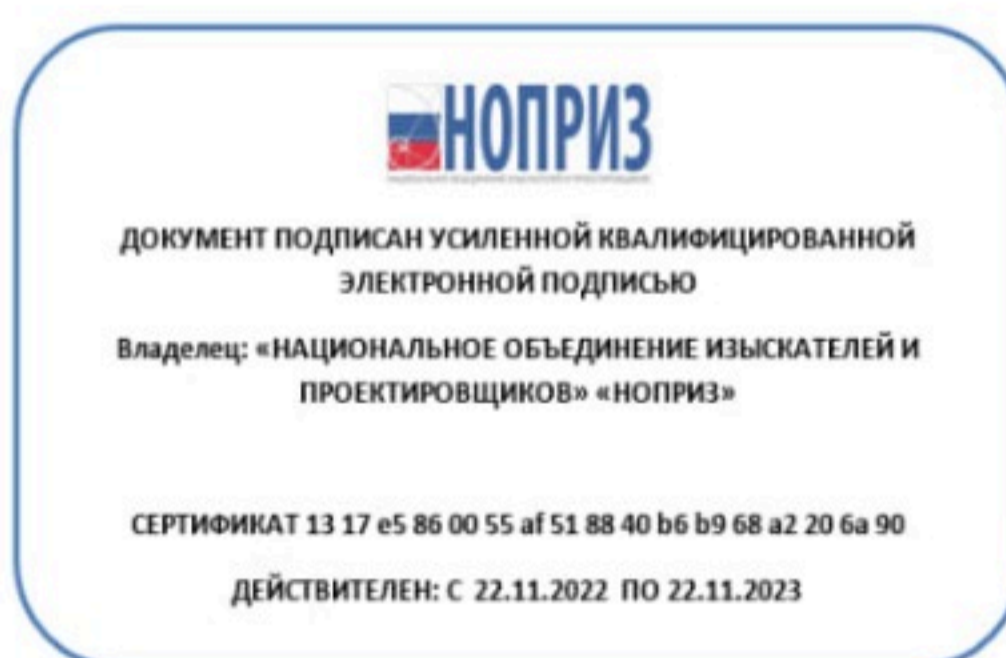 НОПРИЗ
ДОКУМЕНТ ПОДПИСАН УСИЛЕННОЙ КВАЛИФИЦИРОВАННОЙ
ЭЛЕКТРОННОЙ ПОДПИСЬЮ
Владелец: «НАЦИОНАЛЬНОЕ ОБЪЕДИНЕНИЕ ИЗЫСКАТЕЛЕЙ И
ПРОЕКТИРОВЩИКОВ» «НОПРИЗ»
СЕРТИФИКАТ 13 17 e5 86 00 55 af 51 88 40 b6 b9 68 a2 20 6a 90
ДЕЙСТВИТЕЛЕН: С 22.11.2022 ПО 22.11.2023